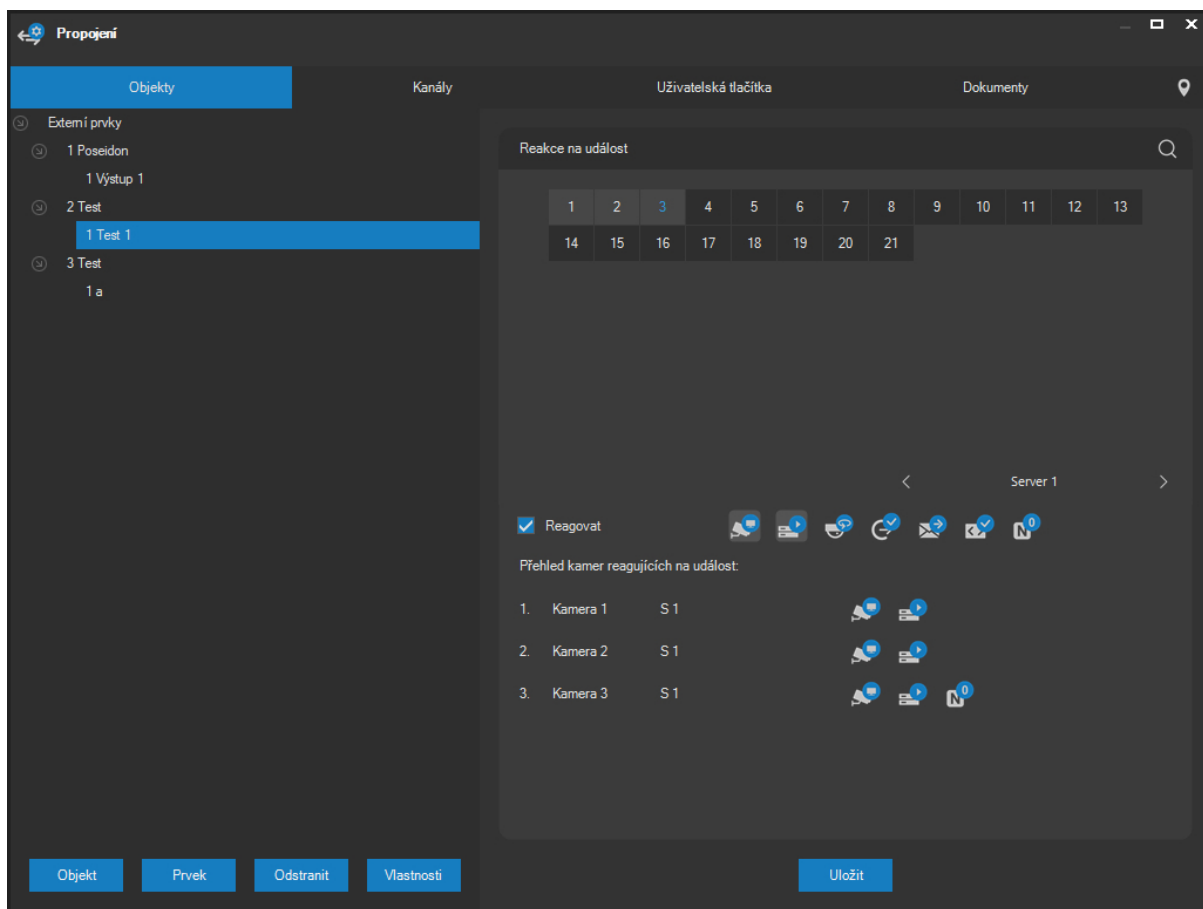 Propojení
Objekty Kanály Uživatelská tlačítka Dokumenty
Externí prvky
1 Poseidon
1 Výstup 1
2 Test
1 Test 1
3 Test
1 a
Reakce na událost
1 2 3 4 5 6 7 8 9 10 11 12 13
14 15 16 17 18 19 20 21
Server 1
Reagovat N 0
Přehled kamer reagujících na událost:
1. Kamera 1 S 1
2. Kamera 2 S 1
3. Kamera 3 S 1 N 0
Objekt Prvek Odstranit Vlastnosti Uložit